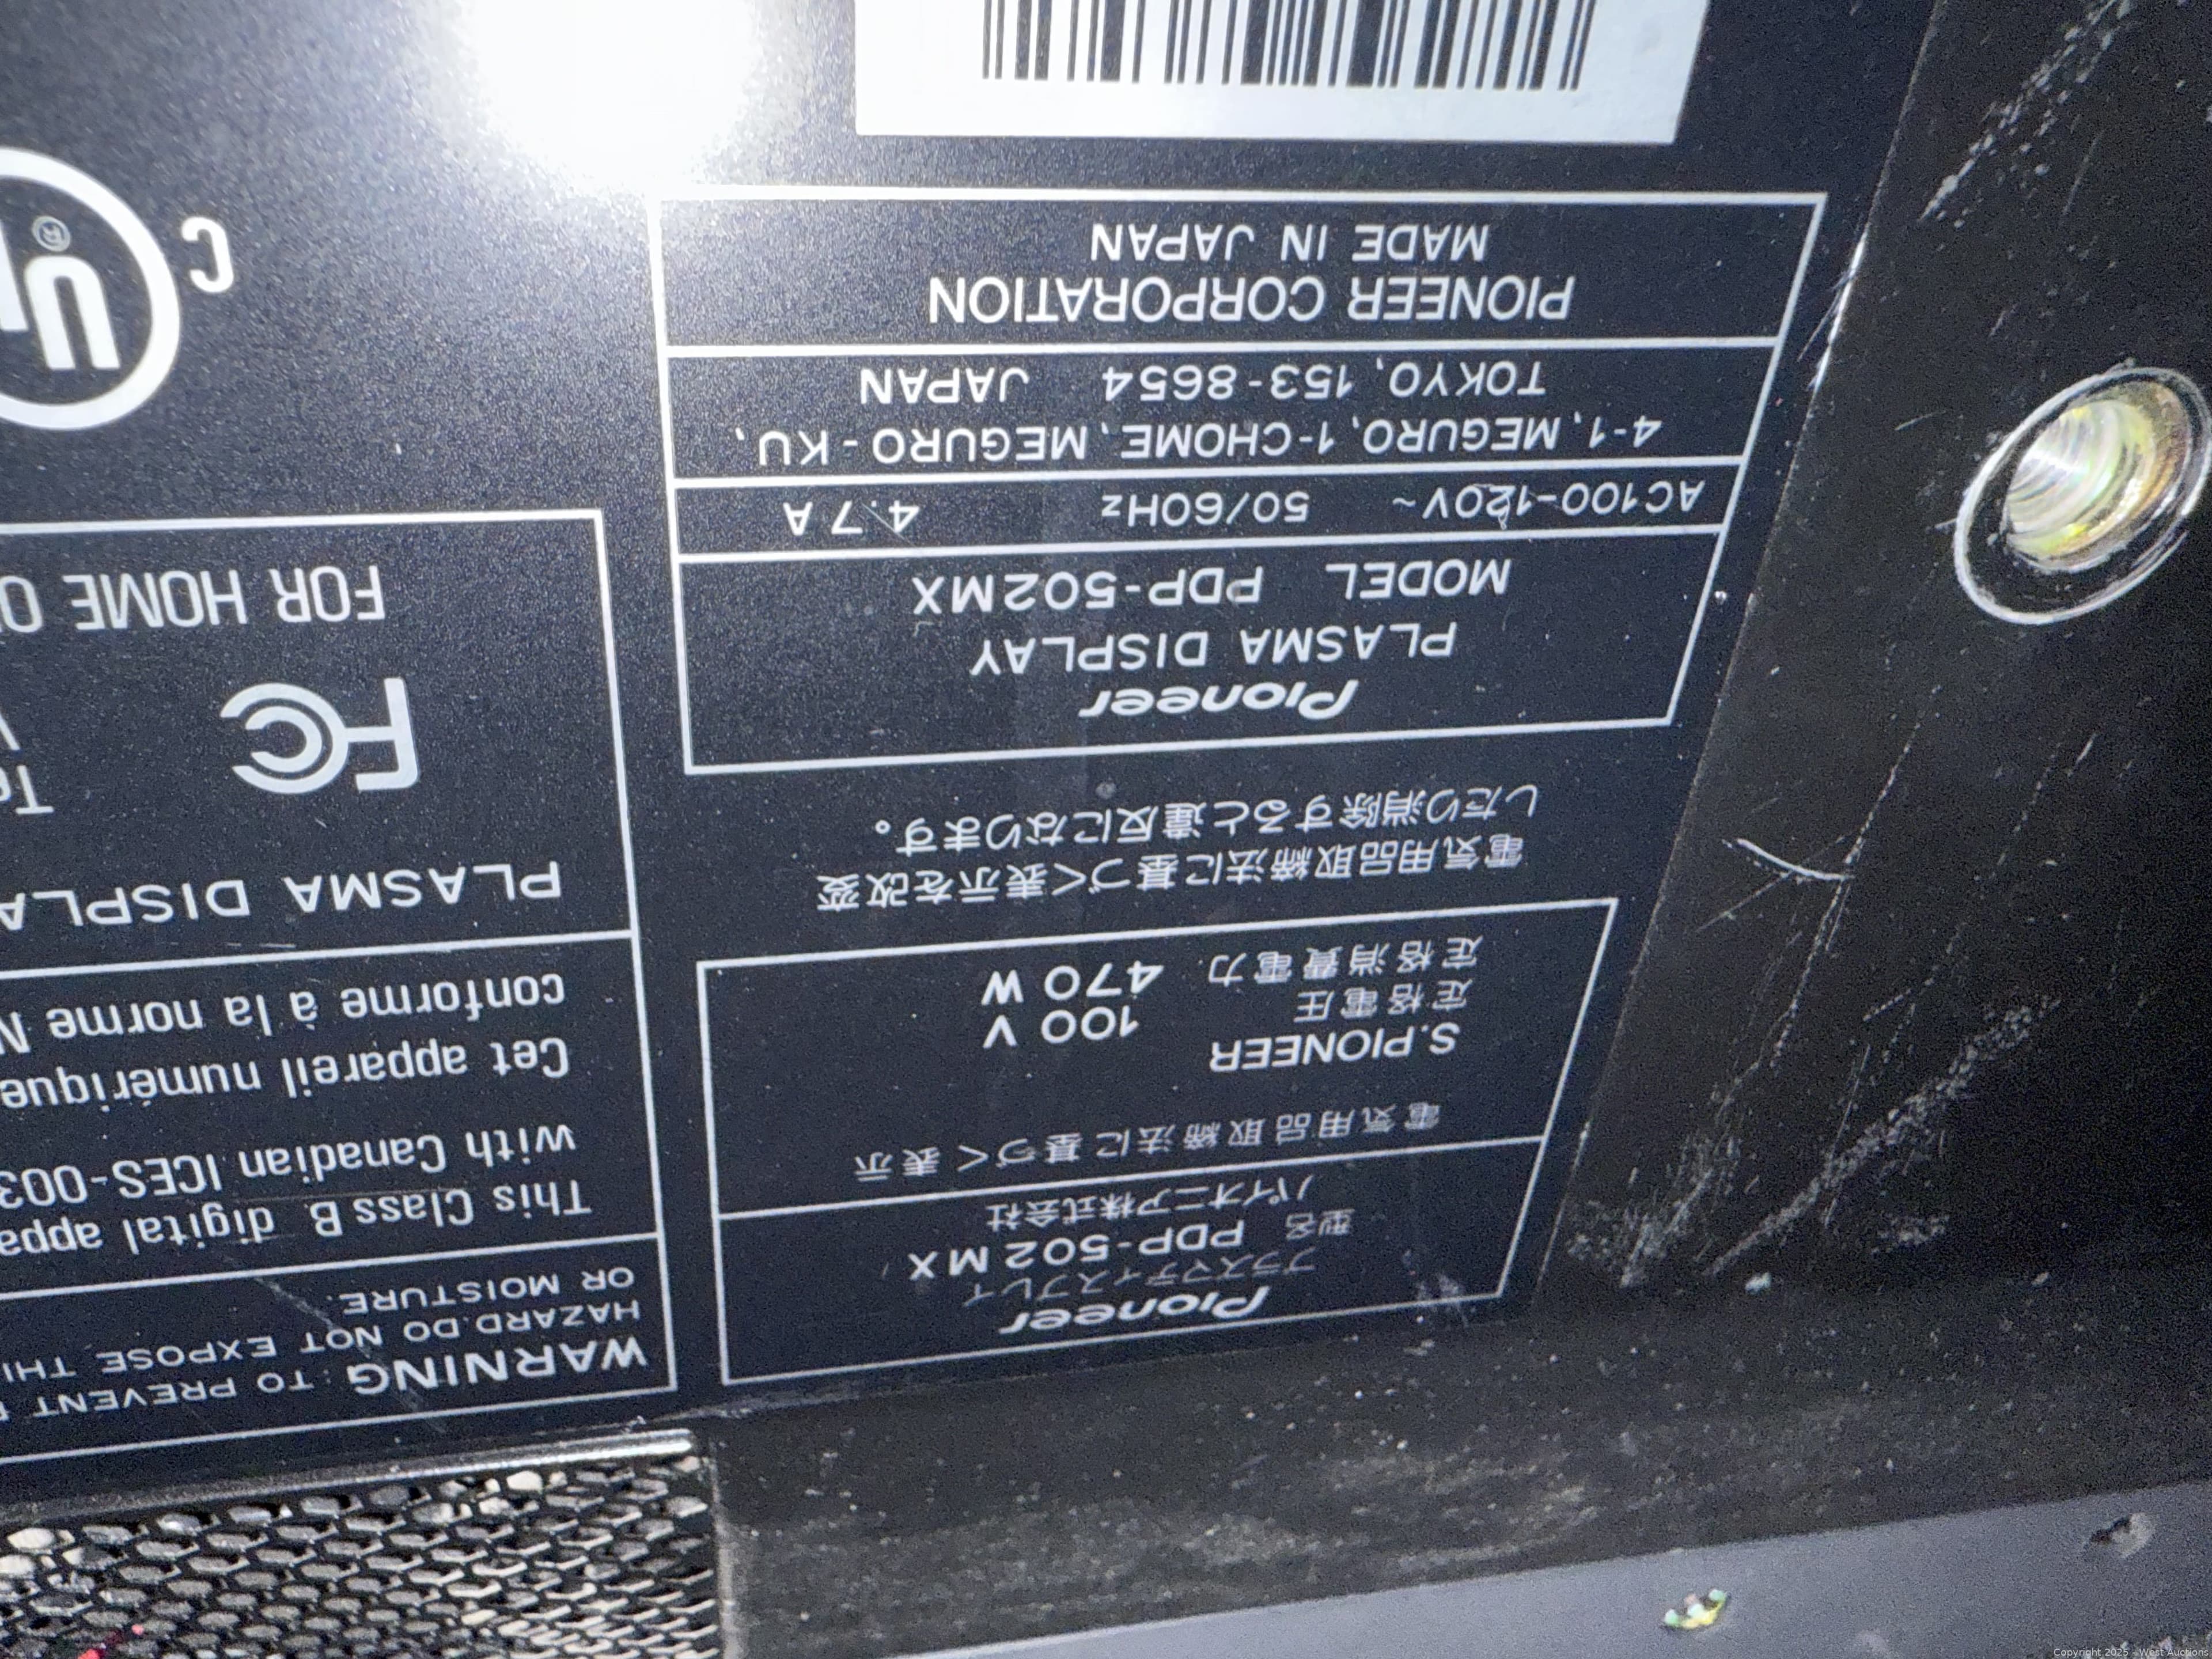 Pioneer
プラズマディスプレイ
型名 PDP-502MX
パイオニア株式会社
電気用品取締法に基づく表示
S.PIONEER
定格電圧 100 V
定格消費電力 470 W
電気用品取締法に基づく表示を改変
したり消除すると違反になります。
Pioneer
PLASMA DISPLAY
MODEL PDP-502MX
AC100-120V~ 50/60Hz 4.7A
4-1, MEGURO, 1-CHOME, MEGURO-KU,
TOKYO, 153-8654 JAPAN
PIONEER CORPORATION
MADE IN JAPAN
WARNING: TO PREVENT
HAZARD.DO NOT EXPOSE
OR MOISTURE.
This Class B digital
with Canadian ICES-003
Cet appareil numérique
conforme à la norme
PLASMA
FC
FOR HOME
C
UL
®
Copyright 2025 - West Auctions